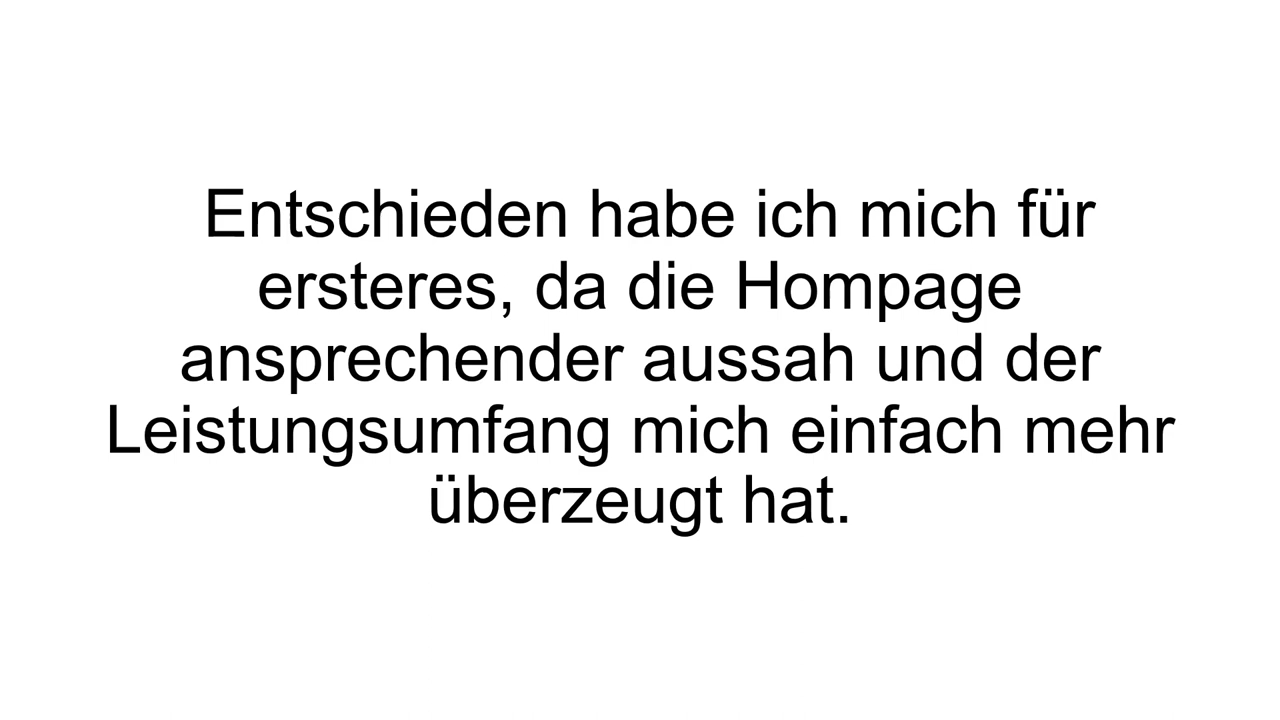 Entschieden habe ich mich für
ersteres, da die Hompage
ansprechender aussah und der
Leistungsumfang mich einfach mehr
überzeugt hat.